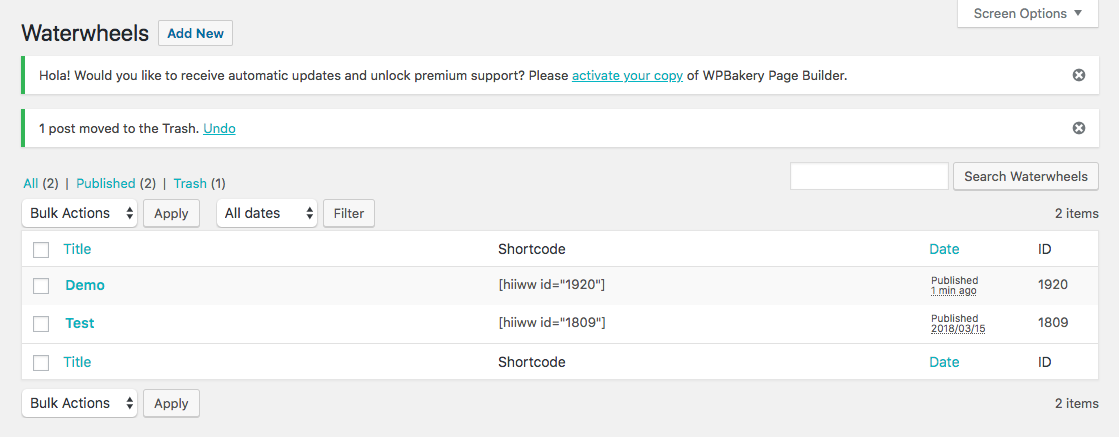 Screen Options
Waterwheels Add New
Hola! Would you like to receive automatic updates and unlock premium support? Please activate your copy of WPBakery Page Builder.
1 post moved to the Trash. Undo
All (2) | Published (2) | Trash (1) Search Waterwheels
Bulk Actions Apply All dates Filter 2 items
Title Shortcode Date ID
Demo [hiiww id="1920"] Published 1920
1 min ago
Test [hiiww id="1809"] Published 1809
2018/03/15
Title Shortcode Date ID
Bulk Actions Apply 2 items